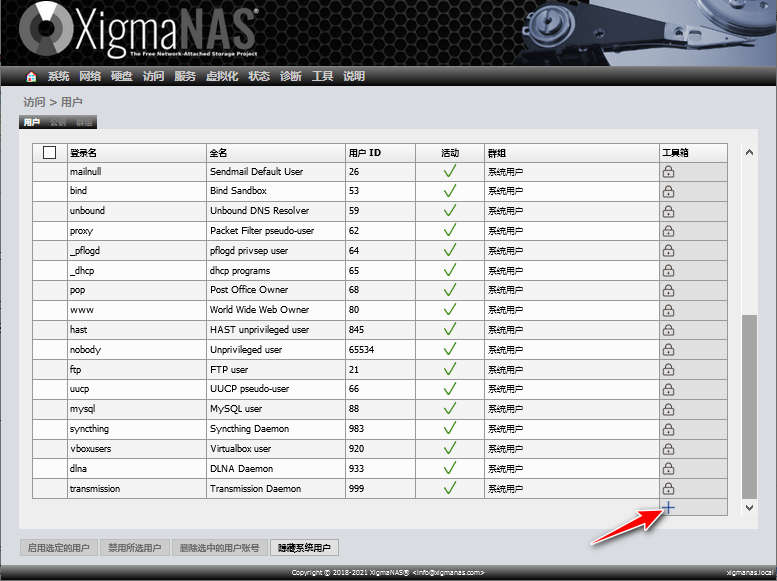 XigmaNAS®
The Free Network-Attached Storage Project
系统 网络 硬盘 访问 服务 虚拟化 状态 诊断 工具 说明
访问 > 用户
用户 公钥 群组
登录名 全名 用户 ID 活动 群组 工具箱
mailnull Sendmail Default User 26 系统用户
bind Bind Sandbox 53 系统用户
unbound Unbound DNS Resolver 59 系统用户
proxy Packet Filter pseudo-user 62 系统用户
_pflogd pflogd privsep user 64 系统用户
_dhcp dhcp programs 65 系统用户
pop Post Office Owner 68 系统用户
www World Wide Web Owner 80 系统用户
hast HAST unprivileged user 845 系统用户
nobody Unprivileged user 65534 系统用户
ftp FTP user 21 系统用户
uucp UUCP pseudo-user 66 系统用户
mysql MySQL user 88 系统用户
syncthing Syncthing Daemon 983 系统用户
vboxusers Virtualbox user 920 系统用户
dlna DLNA Daemon 933 系统用户
transmission Transmission Daemon 999 系统用户
启用选定的用户 禁用所选用户 删除选中的用户账号 隐藏系统用户
Copyright © 2018-2021 XigmaNAS® <info@xigmanas.com> xigmanas.local